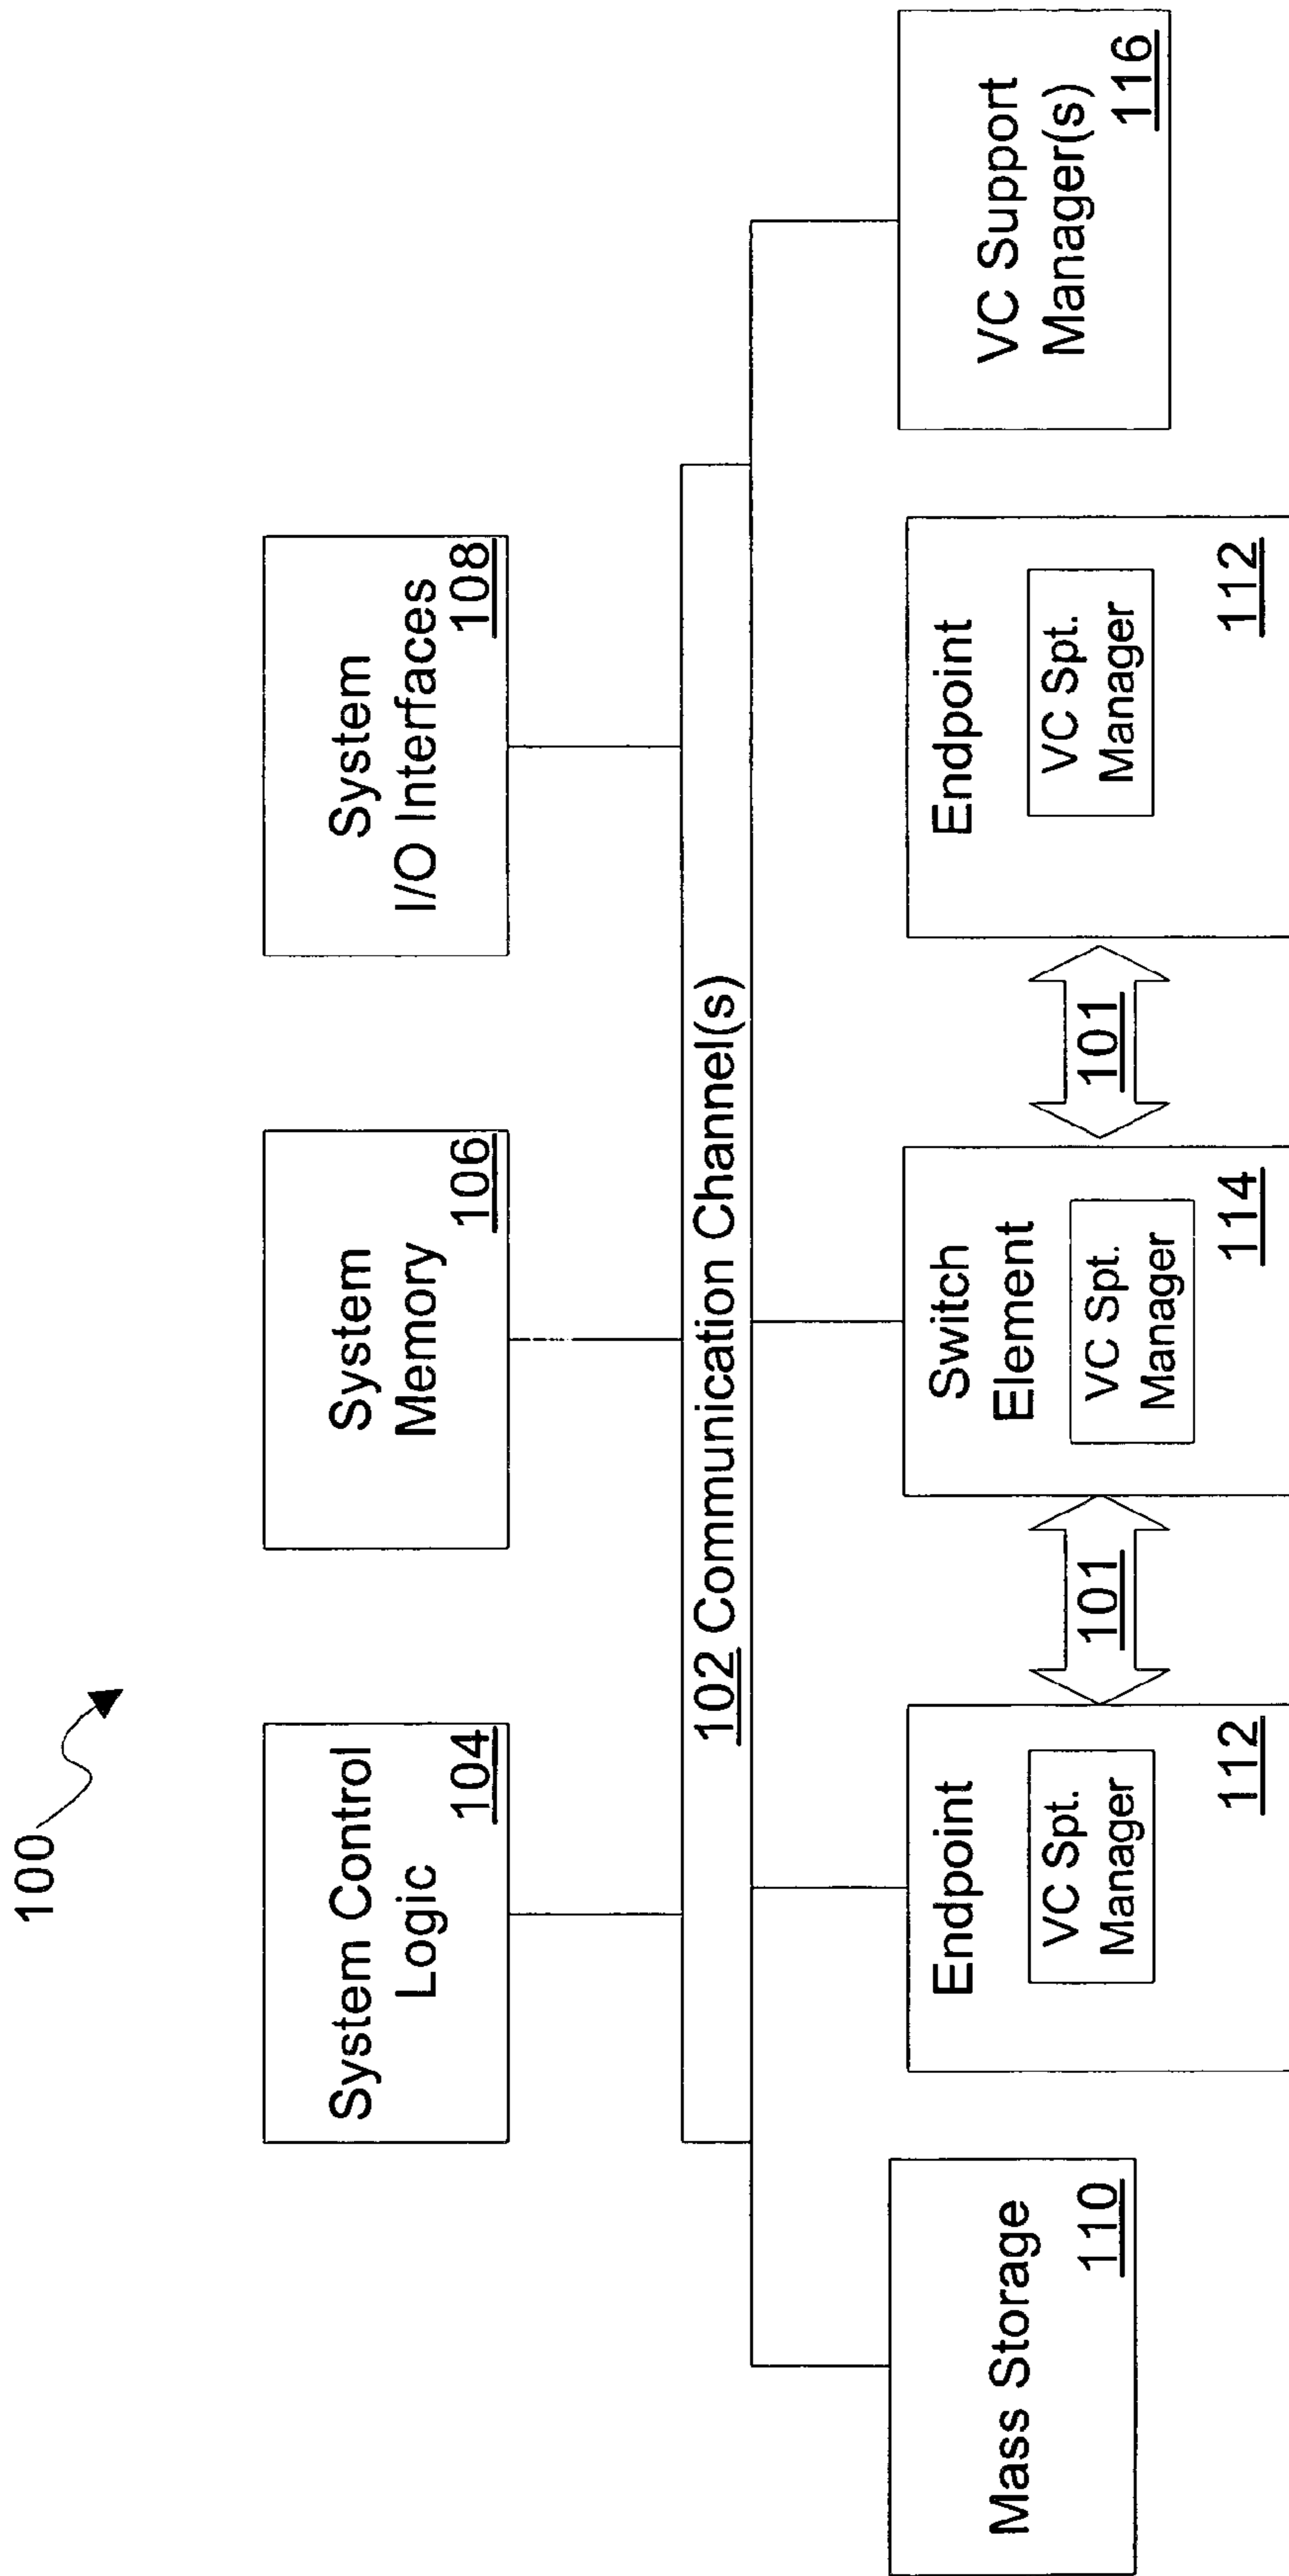 100
System Control
Logic
104
System
Memory
106
System
I/O Interfaces
108
102 Communication Channel(s)
Mass Storage
110
Endpoint
VC Spt.
Manager
112
101
Switch
Element
VC Spt.
Manager
114
101
Endpoint
VC Spt.
Manager
112
VC Support
Manager(s)
116